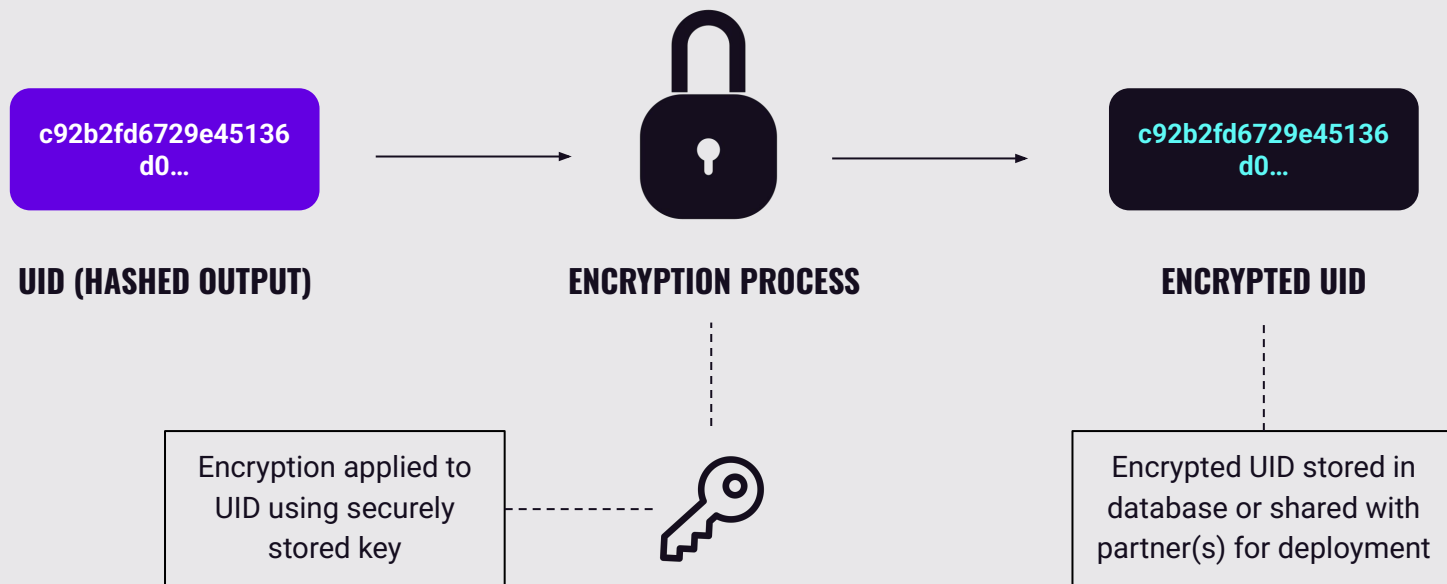 c92b2fd6729e45136
d0…
c92b2fd6729e45136
d0…
UID (HASHED OUTPUT)
ENCRYPTION PROCESS
ENCRYPTED UID
Encryption applied to
UID using securely
stored key
Encrypted UID stored in
database or shared with
partner(s) for deployment